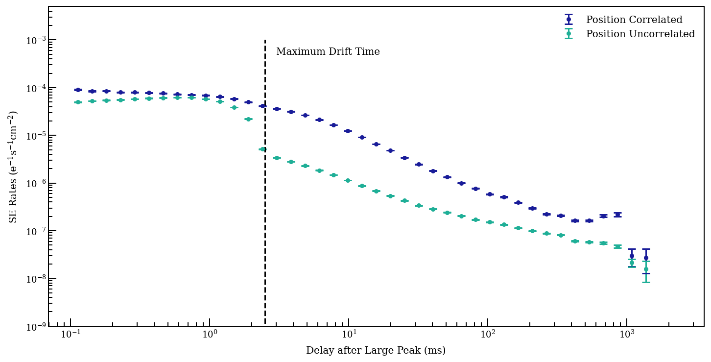 Position Correlated
Position Uncorrelated
Maximum Drift Time
10⁻³
10⁻⁴
10⁻⁵
10⁻⁶
10⁻⁷
10⁻⁸
10⁻⁹
SE Rates (e⁻¹s⁻¹cm⁻²)
10⁻¹
10⁰
10¹
10²
10³
Delay after Large Peak (ms)